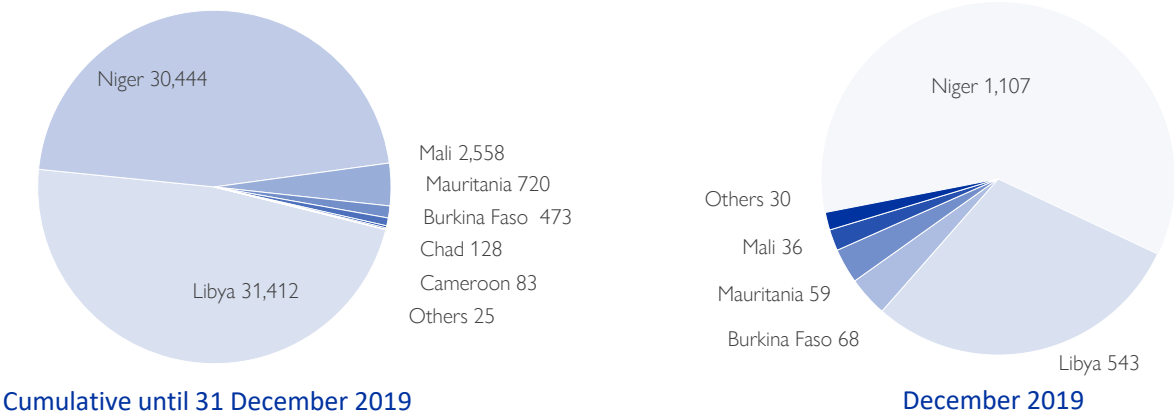 Niger 30,444
Mali 2,558
Mauritania 720
Burkina Faso 473
Chad 128
Cameroon 83
Others 25
Libya 31,412
Cumulative until 31 December 2019
Niger 1,107
Others 30
Mali 36
Mauritania 59
Burkina Faso 68
Libya 543
December 2019